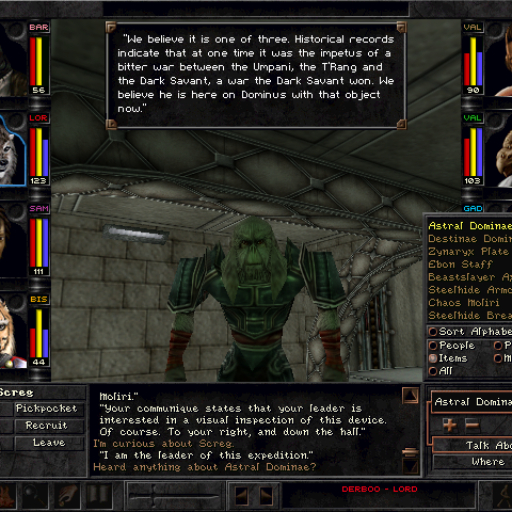 "We believe it is one of three. Historical records
indicate that at one time it was the impetus of a
bitter war between the Umpani, the T'Rang and
the Dark Savant, a war the Dark Savant won. We
believe he is here on Dominus with that object
now."
BAR
56
LOR
123
SAM
111
BIS
44
VAL
90
VAL
103
GAD
Astral Dominae
Destinae Domin
Zynaryx Plate
Ebon Staff
Beastslayer A
Steelhide Armo
Chaos Moliri
Steelhide Brea
Sort Alphabe
People
P
Items
M
All
Screg
Pickpocket
Recruit
Leave
Moliri."
"Your communique states that your leader is
interested in a visual inspection of this device.
Of course. To your right, and down the hall."
I'm curious about Screg.
"I am the leader of this expedition."
Heard anything about Astral Dominae?
Astral Domina
Talk Abo
Where
DERBOO - LORD